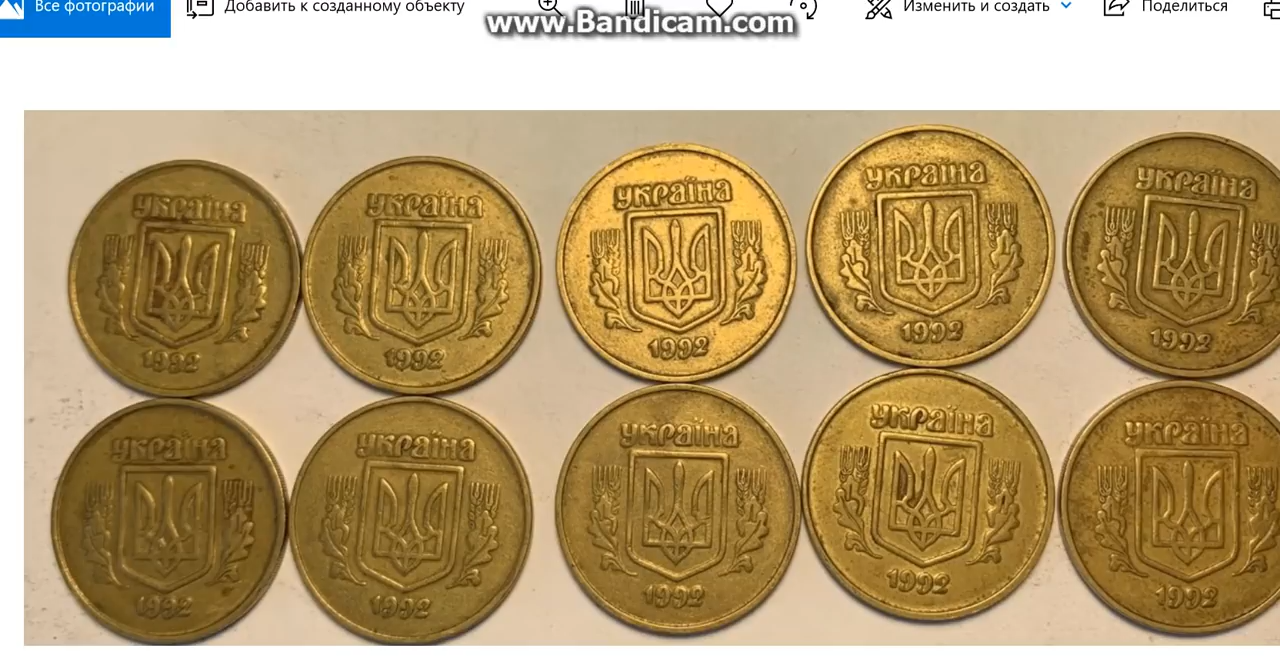 Все фотографии
Добавить к созданному объекту
Изменить и создать
Поделиться
www.Bandicam.com
україна
україна
україна
україна
україна
1992
1992
1992
1992
1992
україна
україна
україна
україна
україна
1992
1992
1992
1992
1992